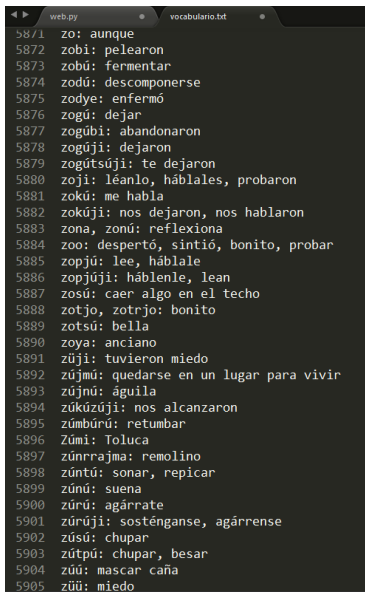 web.py
vocabulario.txt
5871 zo: aunque
5872 zobi: pelearon
5873 zobú: fermentar
5874 zodú: descomponerse
5875 zodye: enfermó
5876 zogú: dejar
5877 zogúbi: abandonaron
5878 zogúji: dejaron
5879 zogútsúji: te dejaron
5880 zoji: léanlo, háblales, probaron
5881 zokú: me habla
5882 zokúji: nos dejaron, nos hablaron
5883 zona, zonú: reflexiona
5884 zoo: despertó, sintió, bonito, probar
5885 zopjú: lee, háblale
5886 zopjúji: háblenle, lean
5887 zosú: caer algo en el techo
5888 zotjo, zotrjo: bonito
5889 zotsú: bella
5890 zoya: anciano
5891 züji: tuvieron miedo
5892 zújmú: quedarse en un lugar para vivir
5893 zújnú: águila
5894 zúkúzúji: nos alcanzaron
5895 zúmbúrú: retumbar
5896 Zúmi: Toluca
5897 zúnrrajma: remolino
5898 zúntú: sonar, repicar
5899 zúnú: suena
5900 zúrú: agárrate
5901 zúrúji: sosténganse, agárrense
5902 zúsú: chupar
5903 zútpú: chupar, besar
5904 zúú: mascar caña
5905 züü: miedo